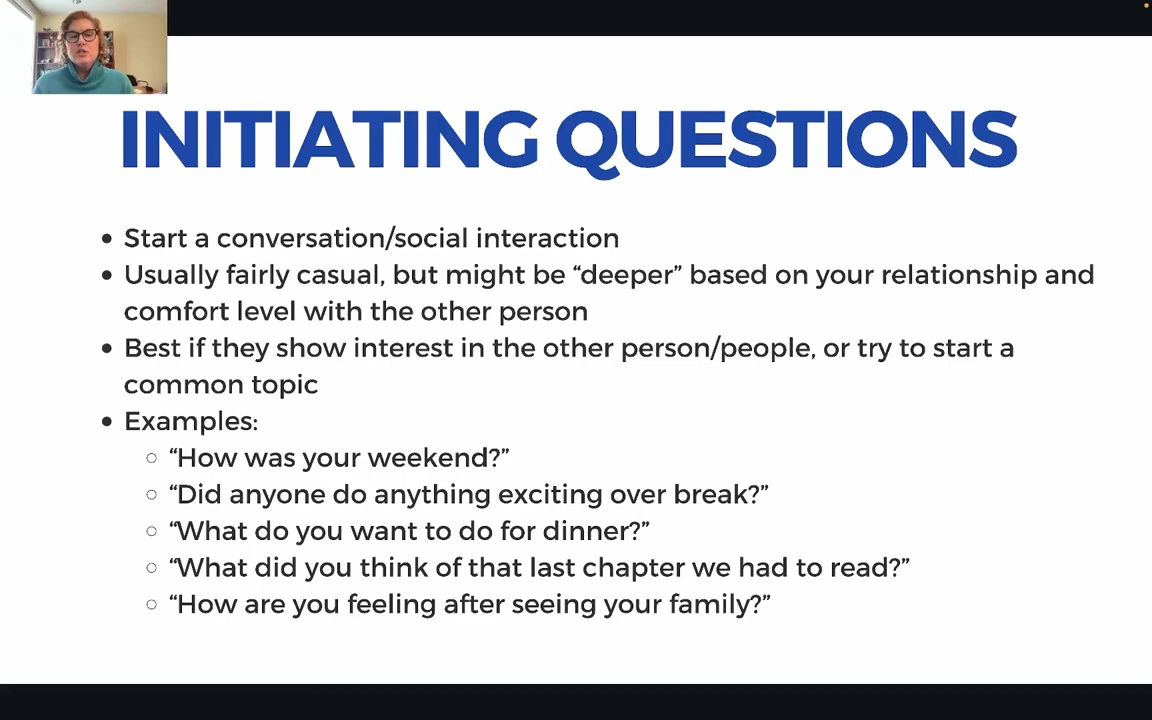 INITIATING QUESTIONS
• Start a conversation/social interaction
• Usually fairly casual, but might be “deeper” based on your relationship and
comfort level with the other person
• Best if they show interest in the other person/people, or try to start a
common topic
• Examples:
○ “How was your weekend?”
○ “Did anyone do anything exciting over break?”
○ “What do you want to do for dinner?”
○ “What did you think of that last chapter we had to read?”
○ “How are you feeling after seeing your family?”